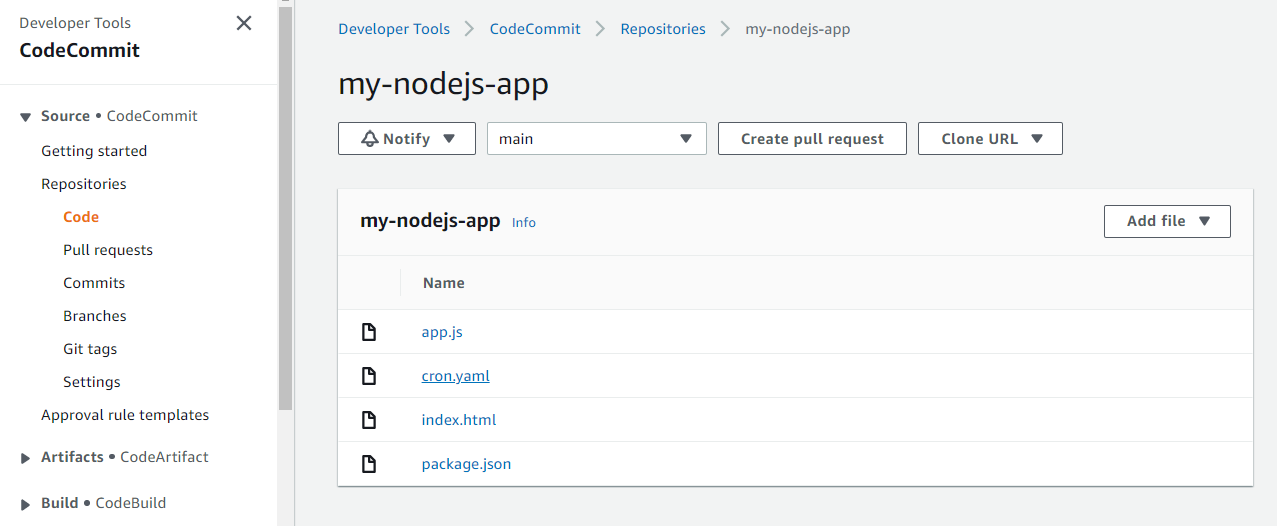 Developer Tools
CodeCommit
Source • CodeCommit
Getting started
Repositories
Code
Pull requests
Commits
Branches
Git tags
Settings
Approval rule templates
Artifacts • CodeArtifact
Build • CodeBuild
Developer Tools > CodeCommit > Repositories > my-nodejs-app
my-nodejs-app
Notify main Create pull request Clone URL
my-nodejs-app Info Add file
Name
app.js
cron.yaml
index.html
package.json